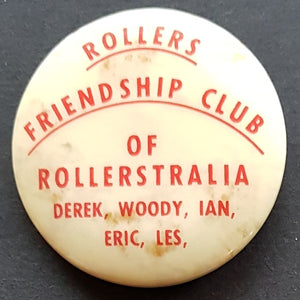 ROLLERS
FRIENDSHIP CLUB
OF
ROLLERSTRALIA
DEREK, WOODY, IAN,
ERIC, LES,